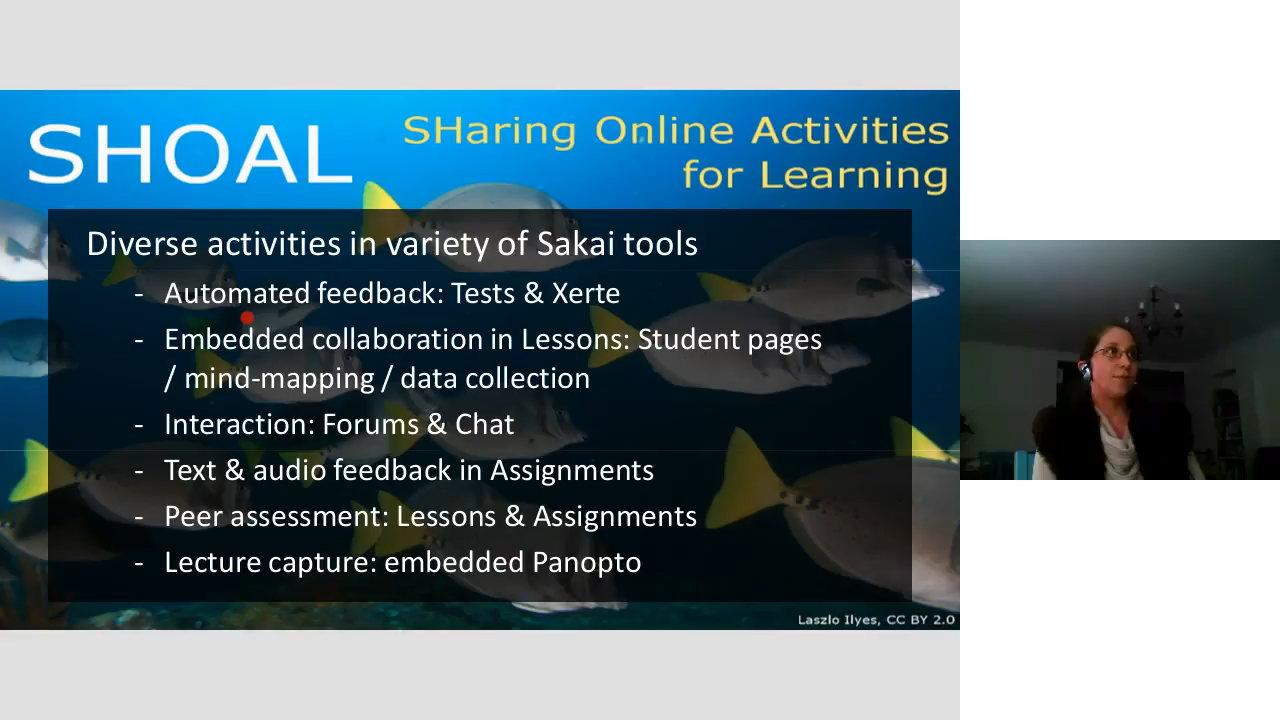 SHOAL
SHaring Online Activities
for Learning
Diverse activities in variety of Sakai tools
- Automated feedback: Tests & Xerte
- Embedded collaboration in Lessons: Student pages
/ mind-mapping / data collection
- Interaction: Forums & Chat
- Text & audio feedback in Assignments
- Peer assessment: Lessons & Assignments
- Lecture capture: embedded Panopto
Laszlo Ilyes, CC BY 2.0